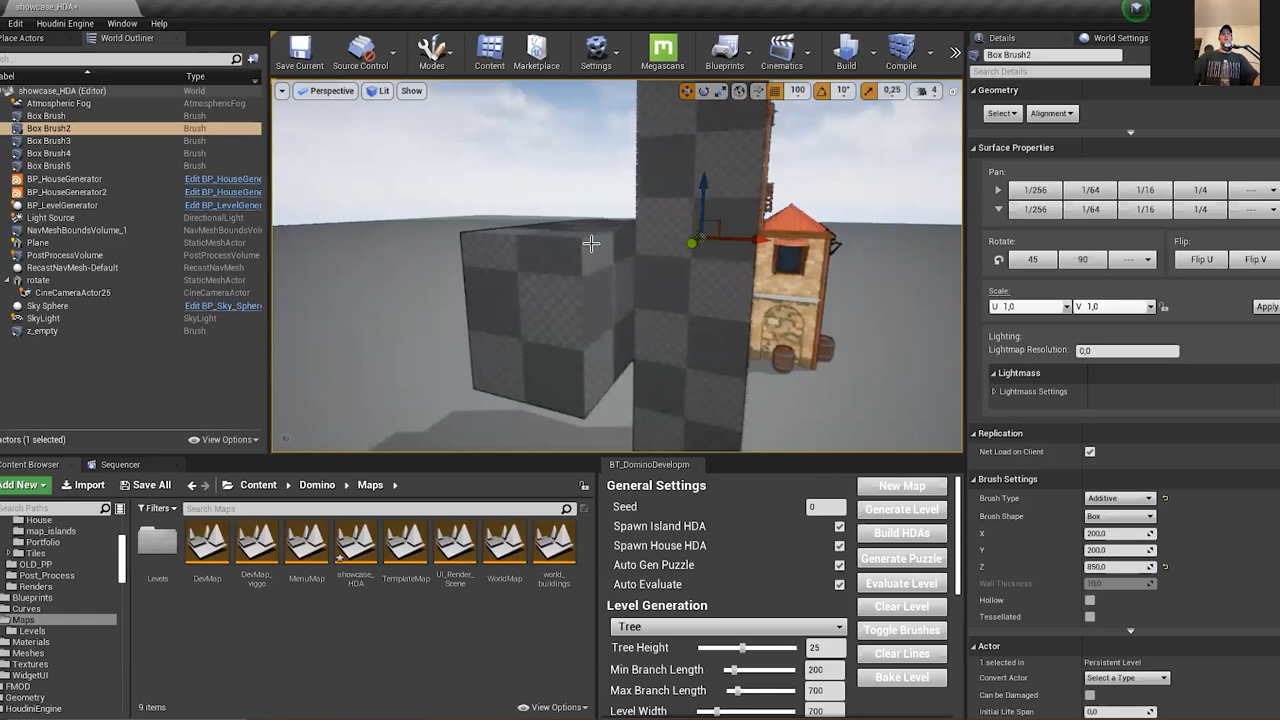 showcase_HDA*
Edit Houdini Engine Window Help
Place Actors World Outliner
Label Type
showcase_HDA (Editor) World
Atmospheric Fog AtmosphericFog
Box Brush Brush
Box Brush2 Brush
Box Brush3 Brush
Box Brush4 Brush
Box Brush5 Brush
BP_HouseGenerator Edit BP_HouseGene
BP_HouseGenerator2 Edit BP_HouseGene
BP_LevelGenerator Edit BP_LevelGener
Light Source DirectionalLight
NavMeshBoundsVolume_1 NavMeshBoundsVolu
Plane StaticMeshActor
PostProcessVolume PostProcessVolume
RecastNavMesh-Default RecastNavMesh
rotate StaticMeshActor
CineCameraActor25 CineCameraActor
Sky Sphere Edit BP_Sky_Sphere
SkyLight SkyLight
z_empty Brush
actors (1 selected) View Options
Save Current Source Control Modes Content Marketplace Settings Megascans Blueprints Cinematics Build Compile
Perspective Lit Show 100 10° 0,25 4
Details World Settings
Box Brush2
Search Details
Geometry
Select Alignment
Surface Properties
Pan:
1/256 1/64 1/16 1/4 ---
1/256 1/64 1/16 1/4 ---
Rotate: Flip:
45 90 --- Flip U Flip V
Scale:
U 1,0 V 1,0 Apply
Lighting:
Lightmap Resolution: 0,0
Lightmass
Lightmass Settings
Replication
Net Load on Client
Brush Settings
Brush Type Additive
Brush Shape Box
X 200,0
Y 200,0
Z 850,0
Wall Thickness 10,0
Hollow
Tessellated
Actor
1 selected in Persistent Level
Convert Actor Select a Type
Can be Damaged
Initial Life Span 0,0
Content Browser Sequencer
Add New Import Save All Content Domino Maps
Search Paths Filters Search Maps
House
map_islands
Portfolio
Tiles
OLD_PP
Post_Process
Renders
Blueprints
Curves
Maps
Levels
Materials
Meshes
Textures
WidgetUI
FMOD
Geometry
HoudiniEngine
Levels DevMap DevMap_viggo MenuMap showcase_HDA TemplateMap UI_Render_Scene WorldMap world_buildings
9 items View Options
BT_DominoDevelopm
General Settings
Seed 0
Spawn Island HDA
Spawn House HDA
Auto Gen Puzzle
Auto Evaluate
Level Generation
Tree
Tree Height 25
Min Branch Length 200
Max Branch Length 700
Level Width 700
New Map
Generate Level
Build HDAs
Generate Puzzle
Evaluate Level
Clear Level
Toggle Brushes
Clear Lines
Bake Level